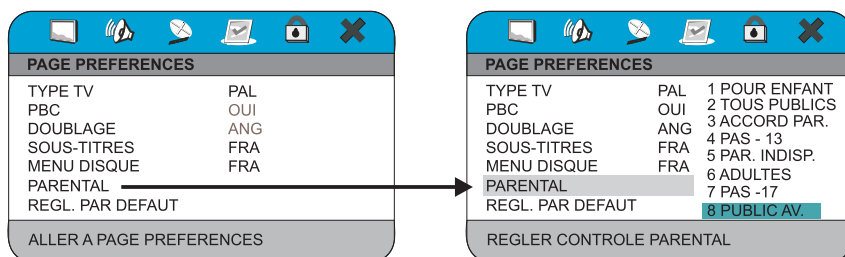 PAGE PREFERENCES
TYPE TV PAL
PBC OUI
DOUBLAGE ANG
SOUS-TITRES FRA
MENU DISQUE FRA
PARENTAL
REGL. PAR DEFAUT
ALLER A PAGE PREFERENCES
PAGE PREFERENCES
TYPE TV PAL
PBC OUI
DOUBLAGE ANG
SOUS-TITRES FRA
MENU DISQUE FRA
PARENTAL
REGL. PAR DEFAUT
1 POUR ENFANT
2 TOUS PUBLICS
3 ACCORD PAR.
4 PAS - 13
5 PAR. INDISP.
6 ADULTES
7 PAS -17
8 PUBLIC AV.
REGLER CONTROLE PARENTAL